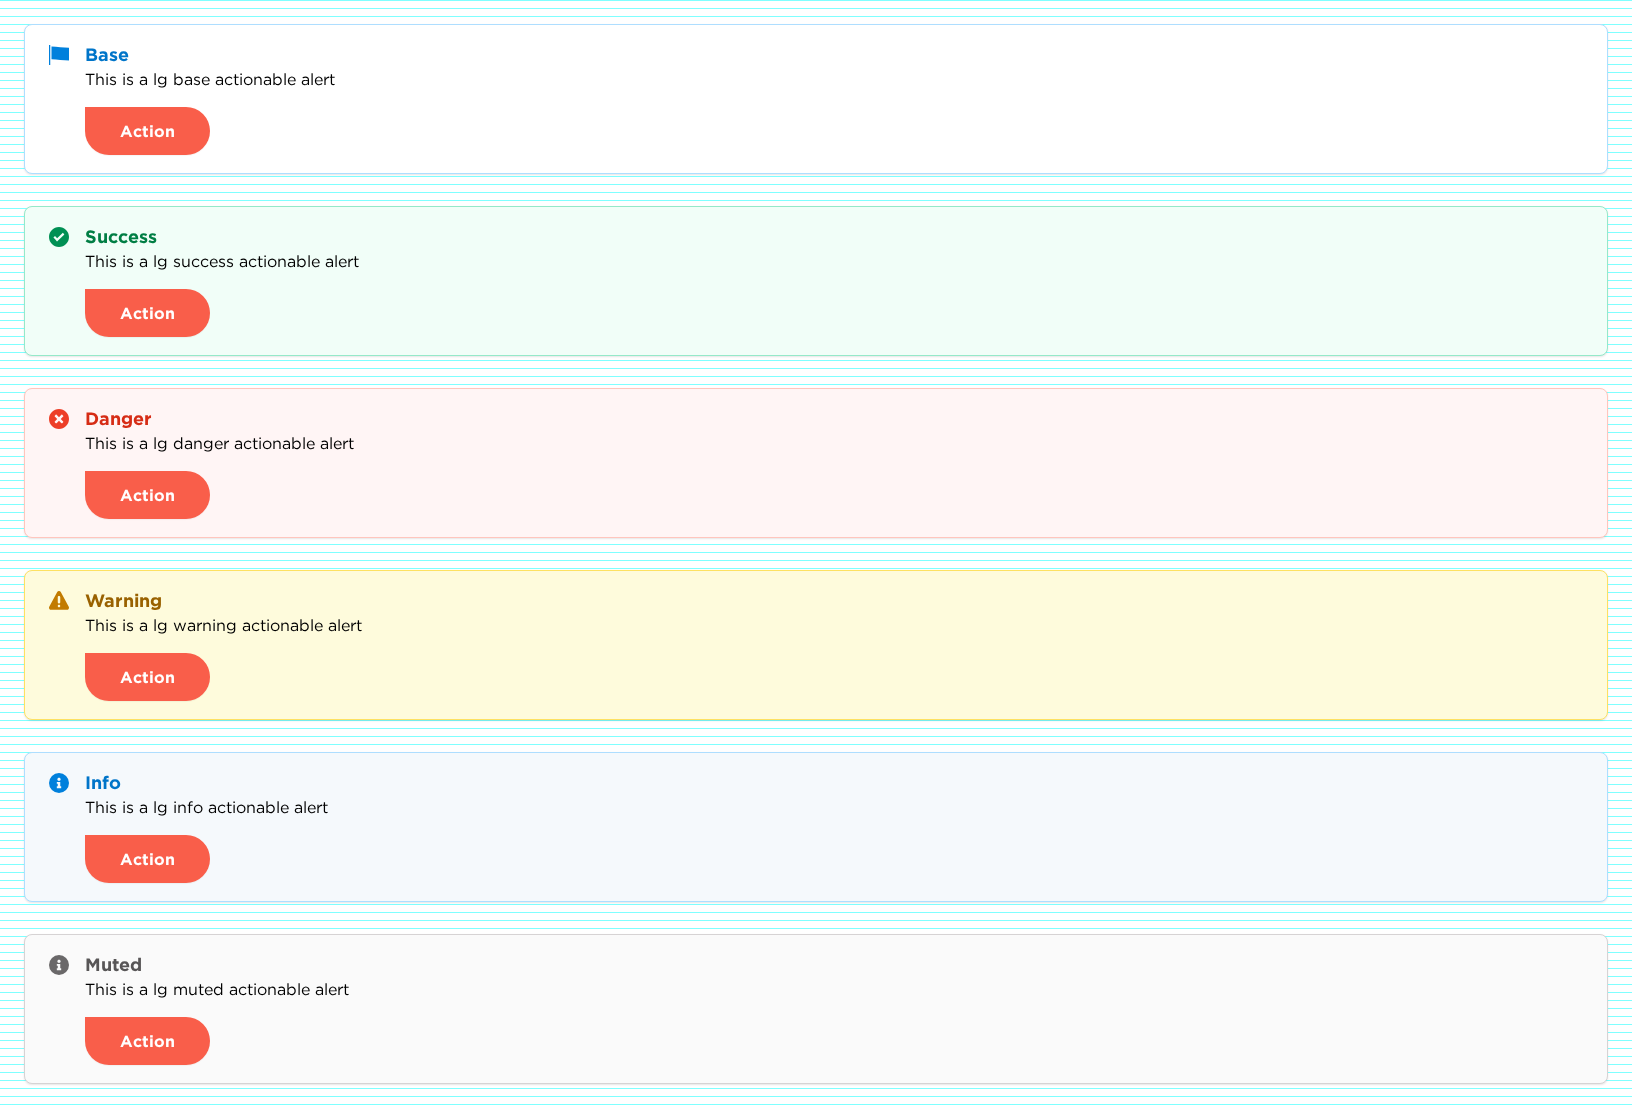 Base
This is a lg base actionable alert
Action
Success
This is a lg success actionable alert
Action
Danger
This is a lg danger actionable alert
Action
Warning
This is a lg warning actionable alert
Action
Info
This is a lg info actionable alert
Action
Muted
This is a lg muted actionable alert
Action